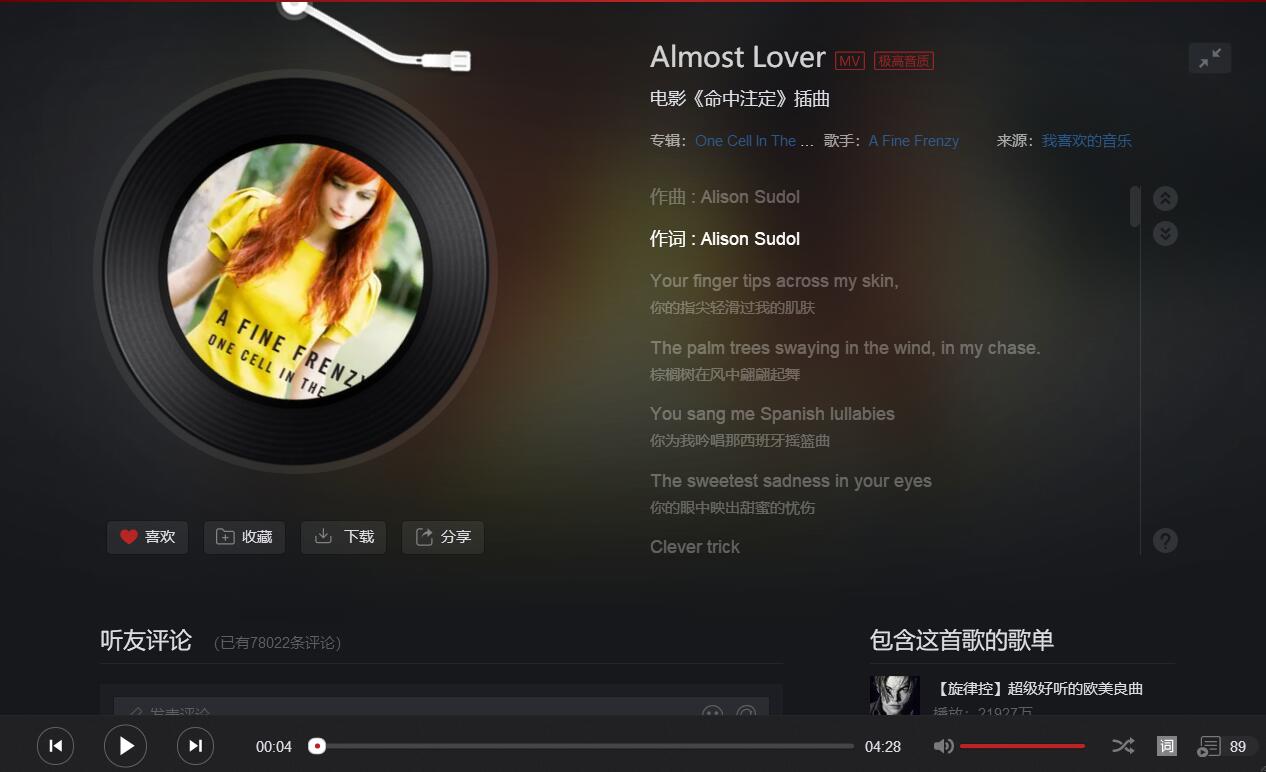 Almost Lover MV 极高音质
电影《命中注定》插曲
专辑: One Cell In The ... 歌手: A Fine Frenzy 来源: 我喜欢的音乐
作曲 : Alison Sudol
作词 : Alison Sudol
Your finger tips across my skin,
你的指尖轻滑过我的肌肤
The palm trees swaying in the wind, in my chase.
棕榈树在风中翩翩起舞
You sang me Spanish lullabies
你为我吟唱那西班牙摇篮曲
The sweetest sadness in your eyes
你的眼中映出甜蜜的忧伤
Clever trick
A FINE FRENZY
ONE CELL IN THE
喜欢 收藏 下载 分享
听友评论 (已有78022条评论)
发表评论
包含这首歌的歌单
【旋律控】超级好听的欧美良曲
播放: 21927万
00:04 04:28 词 89